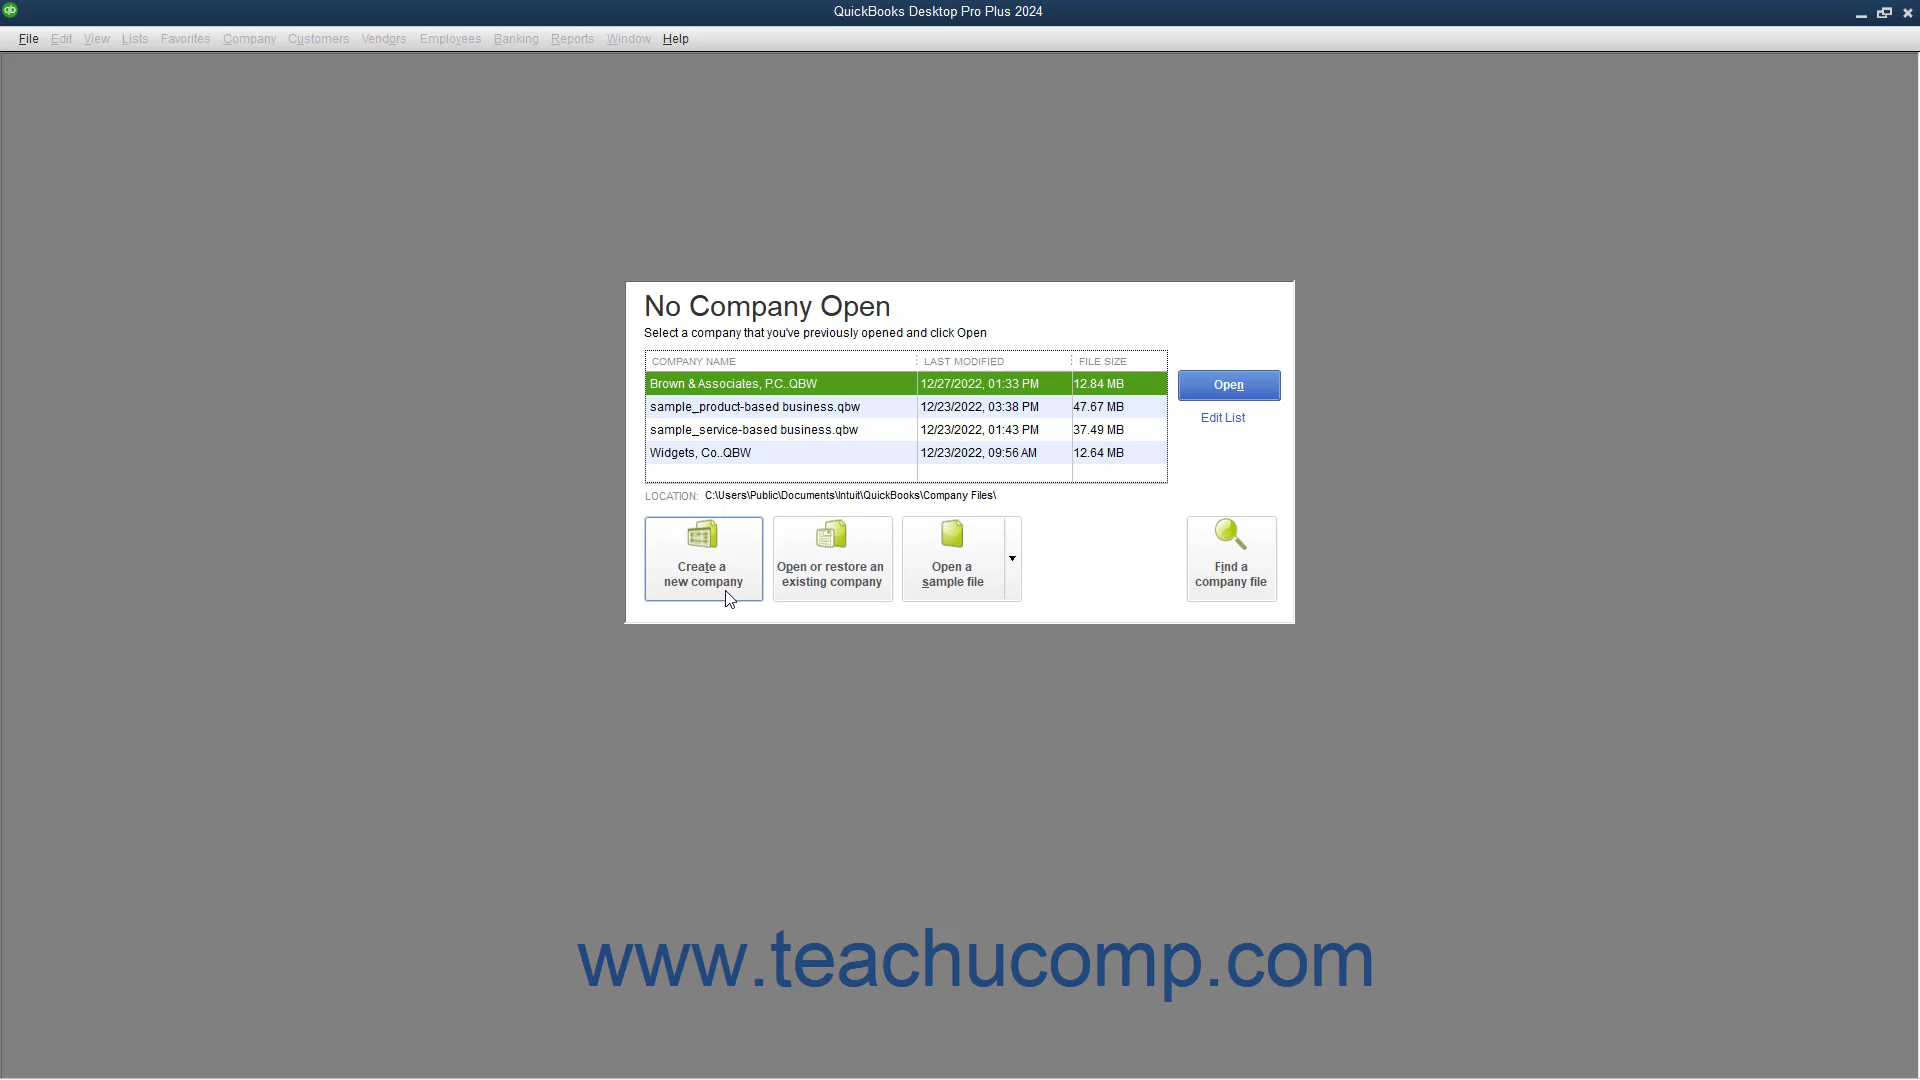 QuickBooks Desktop Pro Plus 2024
File Edit View Lists Favorites Company Customers Vendors Employees Banking Reports Window Help
No Company Open
Select a company that you've previously opened and click Open
COMPANY NAME LAST MODIFIED FILE SIZE
Brown & Associates, P.C..QBW 12/27/2022, 01:33 PM 12.84 MB
sample_product-based business.qbw 12/23/2022, 03:38 PM 47.67 MB
sample_service-based business.qbw 12/23/2022, 01:43 PM 37.49 MB
Widgets, Co..QBW 12/23/2022, 09:56 AM 12.64 MB
Open
Edit List
LOCATION: C:\Users\Public\Documents\Intuit\QuickBooks\Company Files\
Create a
new company
Open or restore an
existing company
Open a
sample file
Find a
company file
www.teachucomp.com